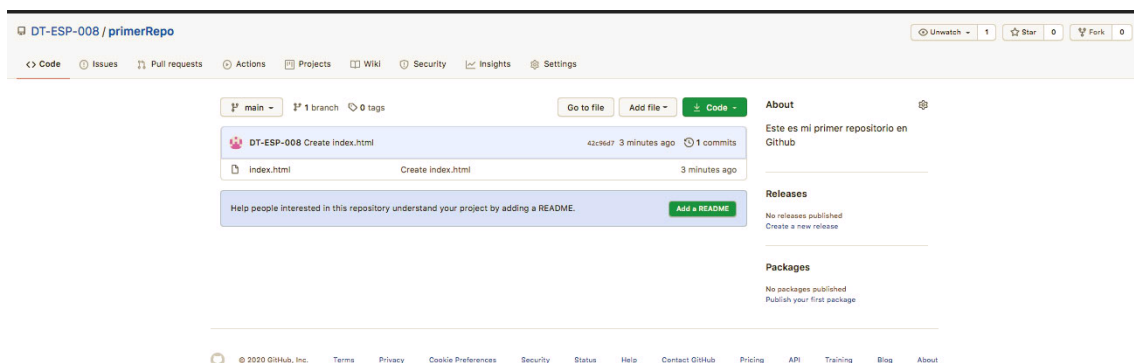 DT-ESP-008 / primerRepo
Unwatch 1 Star 0 Fork 0
<> Code Issues Pull requests Actions Projects Wiki Security Insights Settings
main 1 branch 0 tags Go to file Add file Code
DT-ESP-008 Create index.html 42c96d7 3 minutes ago 1 commits
index.html Create index.html 3 minutes ago
Help people interested in this repository understand your project by adding a README. Add a README
About
Este es mi primer repositorio en
Github
Releases
No releases published
Create a new release
Packages
No packages published
Publish your first package
© 2020 GitHub, Inc. Terms Privacy Cookie Preferences Security Status Help Contact GitHub Pricing API Training Blog About